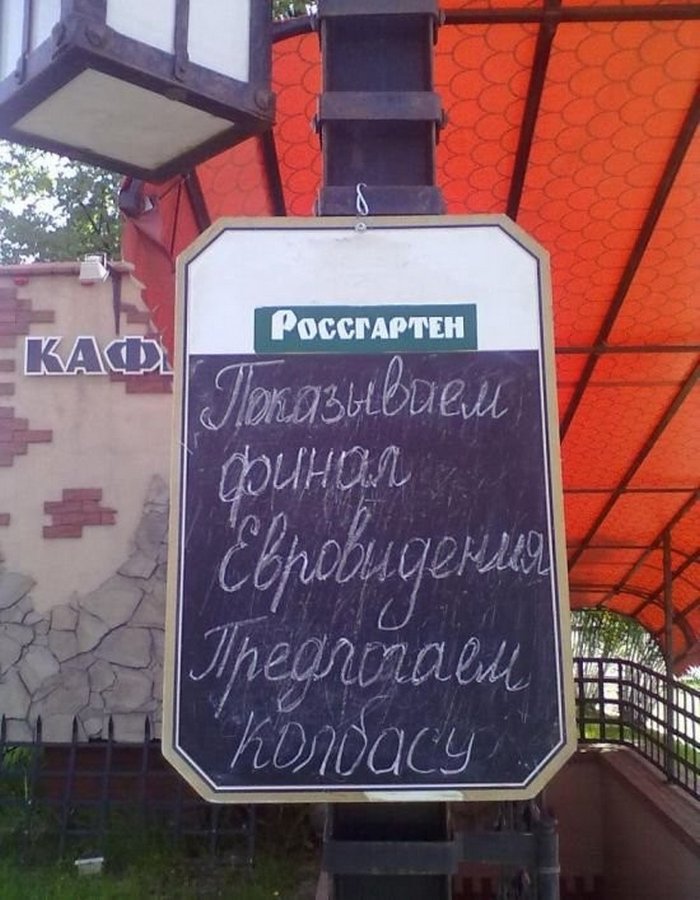 Россгартен
КАФ
Показываем
финал
Евровидения
Предлагаем
колбасу